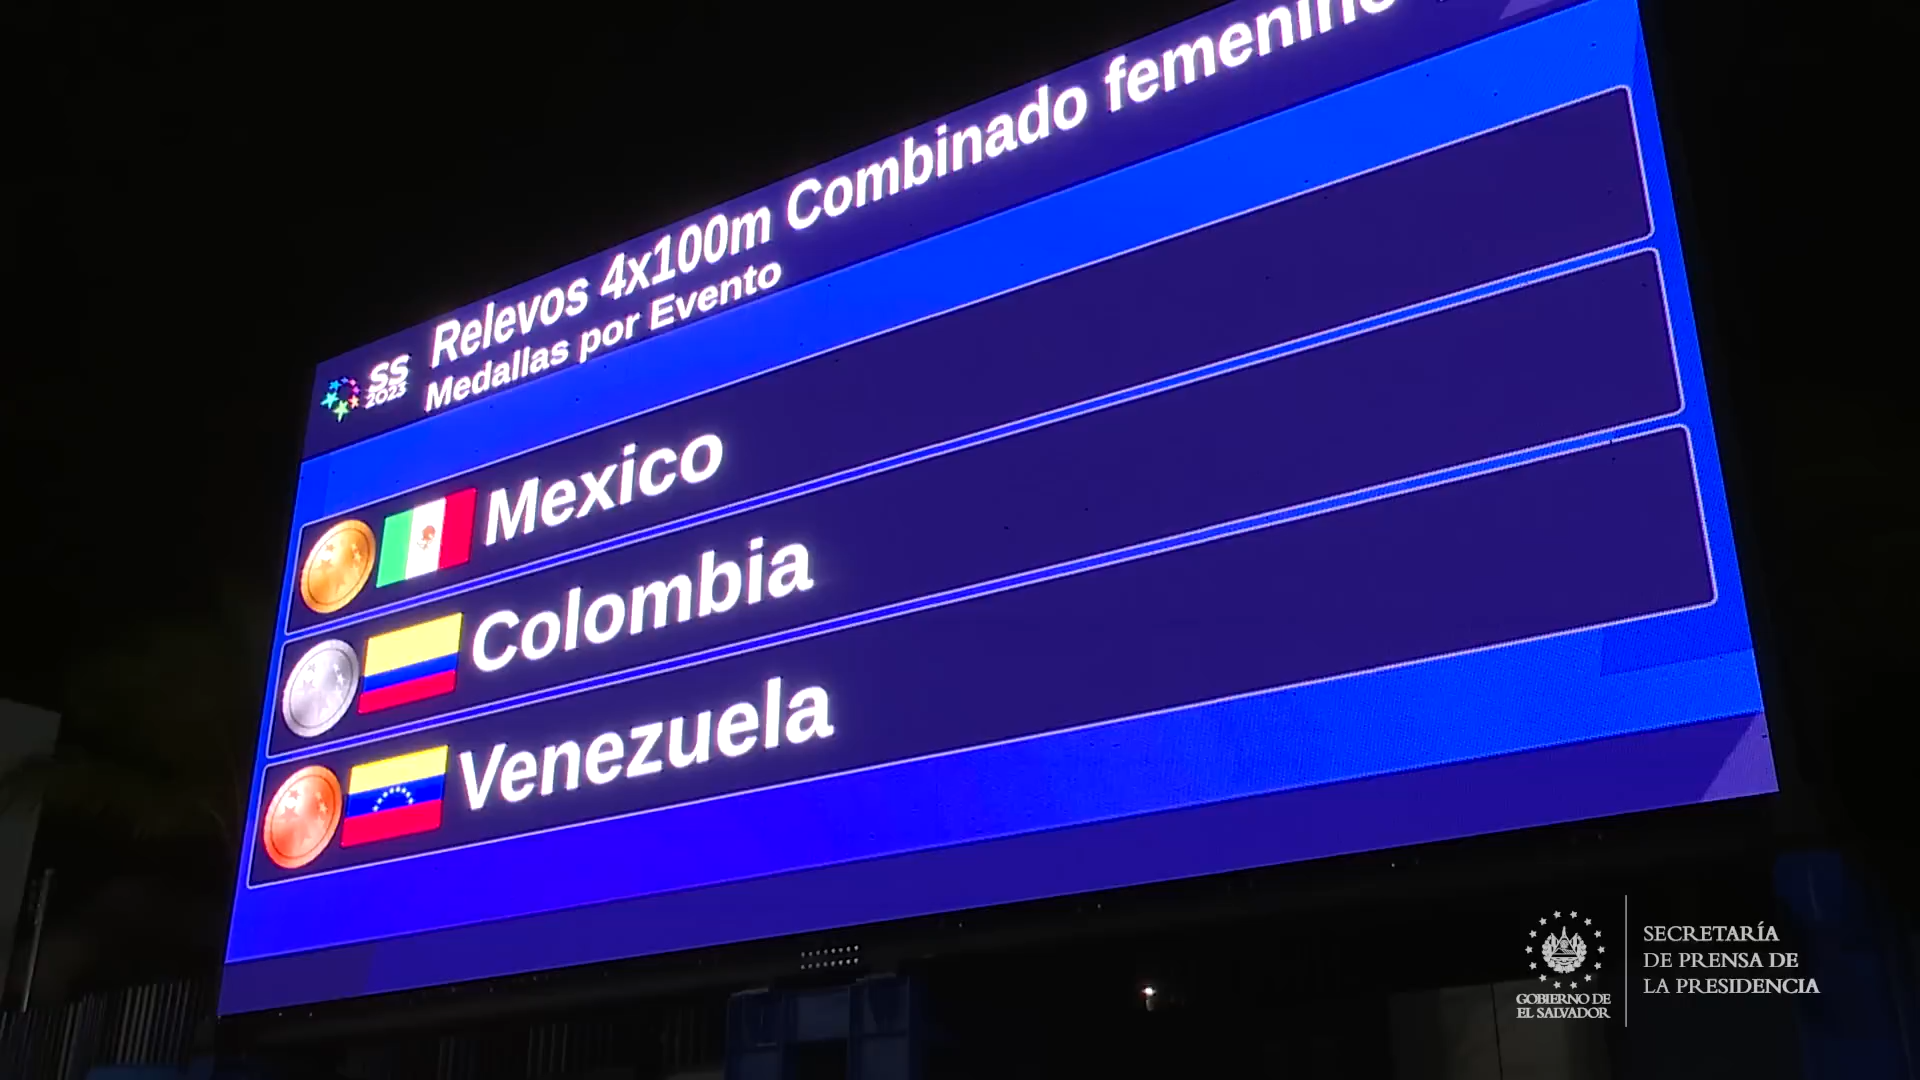 Relevos 4x100m Combinado femenino
SS
2023
Medallas por Evento
Mexico
Colombia
Venezuela
GOBIERNO DE
EL SALVADOR
SECRETARÍA
DE PRENSA DE
LA PRESIDENCIA